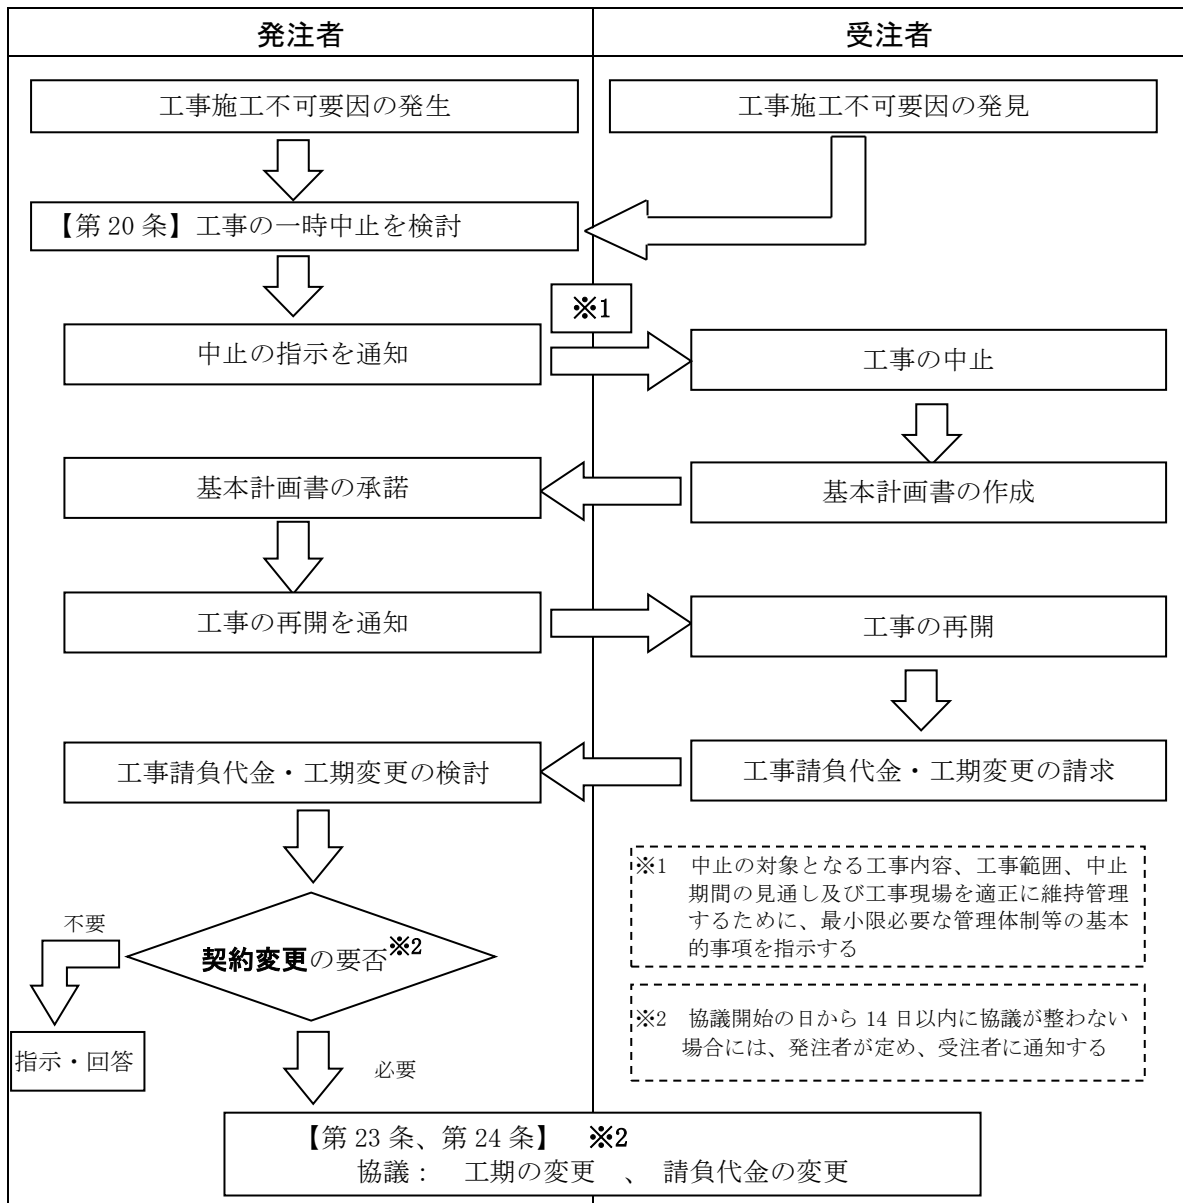 発注者
受注者
工事施工不可要因の発生
工事施工不可要因の発見
【第 20 条】工事の一時中止を検討
※1
中止の指示を通知
工事の中止
基本計画書の承諾
基本計画書の作成
工事の再開を通知
工事の再開
工事請負代金・工期変更の検討
工事請負代金・工期変更の請求
※1 中止の対象となる工事内容、工事範囲、中止
期間の見通し及び工事現場を適正に維持管理
するために、最小限必要な管理体制等の基本
的事項を指示する
不要
契約変更の要否※2
※2 協議開始の日から 14 日以内に協議が整わない
場合には、発注者が定め、受注者に通知する
指示・回答
必要
【第 23 条、第 24 条】 ※2
協議： 工期の変更 、 請負代金の変更